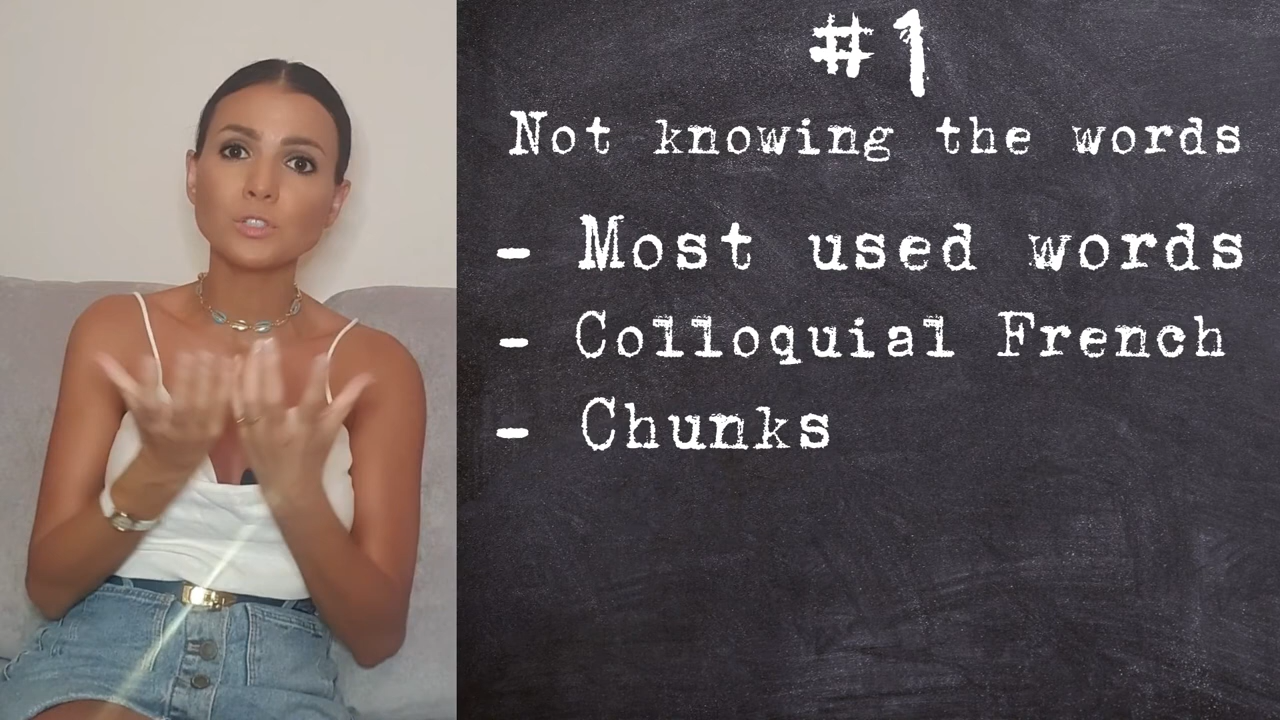 #1
Not knowing the words
- Most used words
- Colloquial French
- Chunks